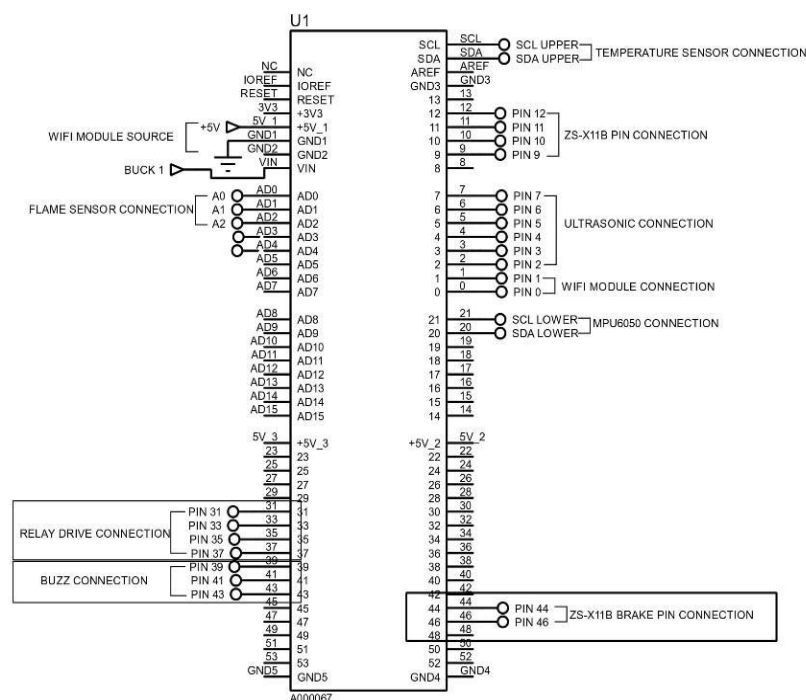 U1
SCL SCL SCL UPPER
SDA SDA SDA UPPER
TEMPERATURE SENSOR CONNECTION
NC NC AREF AREF
IOREF IOREF GND3 GND3
RESET RESET 13 13
3V3 +3V3 12 12 PIN 12
+5V 5V_1 +5V_1 11 11 PIN 11
GND1 GND1 10 10 PIN 10
GND2 GND2 9 9 PIN 9
WIFI MODULE SOURCE
ZS-X11B PIN CONNECTION
BUCK 1 VIN VIN 8 8
A0 AD0 AD0 7 7 PIN 7
A1 AD1 AD1 6 6 PIN 6
A2 AD2 AD2 5 5 PIN 5
FLAME SENSOR CONNECTION
AD3 AD3 4 4 PIN 4
AD4 AD4 3 3 PIN 3
AD5 AD5 2 2 PIN 2
ULTRASONIC CONNECTION
AD6 AD6 1 1 PIN 1
AD7 AD7 0 0 PIN 0
WIFI MODULE CONNECTION
AD8 AD8 21 21 SCL LOWER
AD9 AD9 20 20 SDA LOWER
MPU6050 CONNECTION
AD10 AD10 19 19
AD11 AD11 18 18
AD12 AD12 17 17
AD13 AD13 16 16
AD14 AD14 15 15
AD15 AD15 14 14
5V_3 +5V_3 +5V_2 5V_2
23 23 22 22
25 25 24 24
27 27 26 26
29 29 28 28
PIN 31 31 31 30 30
PIN 33 33 33 32 32
PIN 35 35 35 34 34
PIN 37 37 37 36 36
RELAY DRIVE CONNECTION
PIN 39 39 39 38 38
PIN 41 41 41 40 40
PIN 43 43 43 42 42
BUZZ CONNECTION
45 45 44 44 PIN 44
47 47 46 46 PIN 46
ZS-X11B BRAKE PIN CONNECTION
49 49 48 48
51 51 50 50
53 53 52 52
GND5 GND5 GND4 GND4
A000067